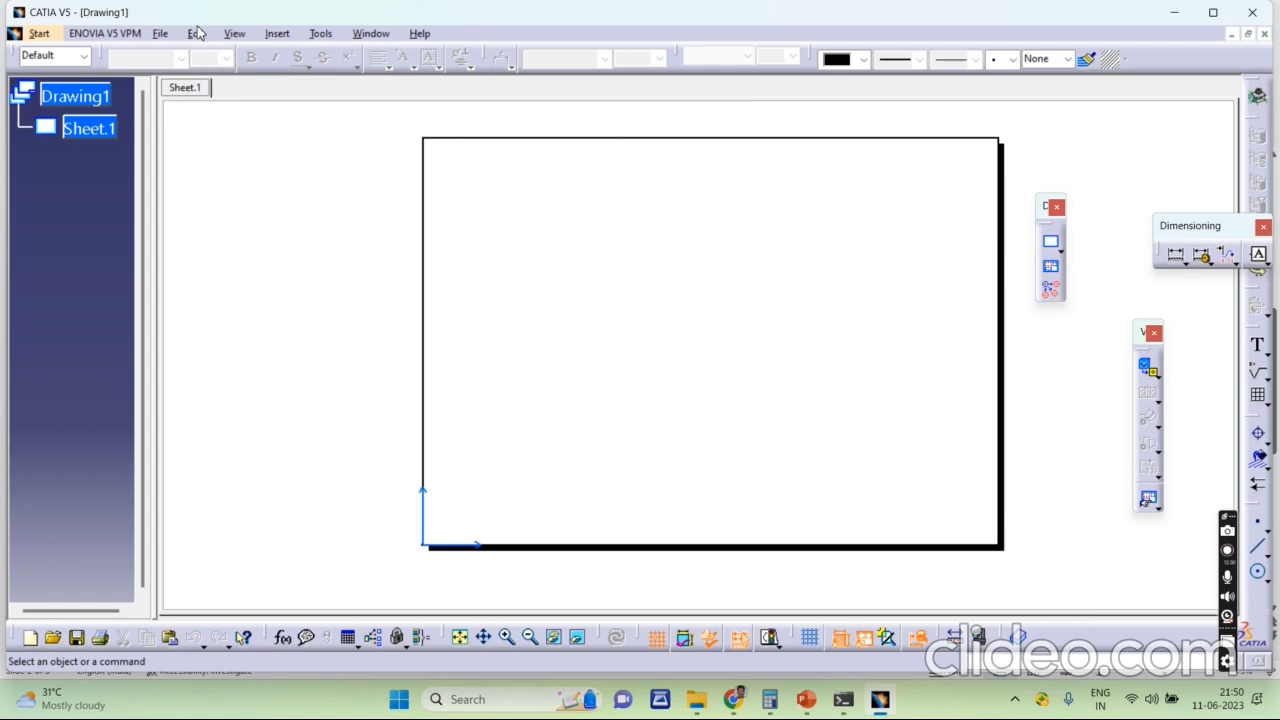 CATIA V5 - [Drawing1]
Start ENOVIA V5 VPM File Edit View Insert Tools Window Help
Default
None
Sheet.1
Drawing1
Sheet.1
Dimensioning
Select an object or a command
clideo.com
CATIA
31°C
Mostly cloudy
Search
ENG
IN
21:50
11-06-2023